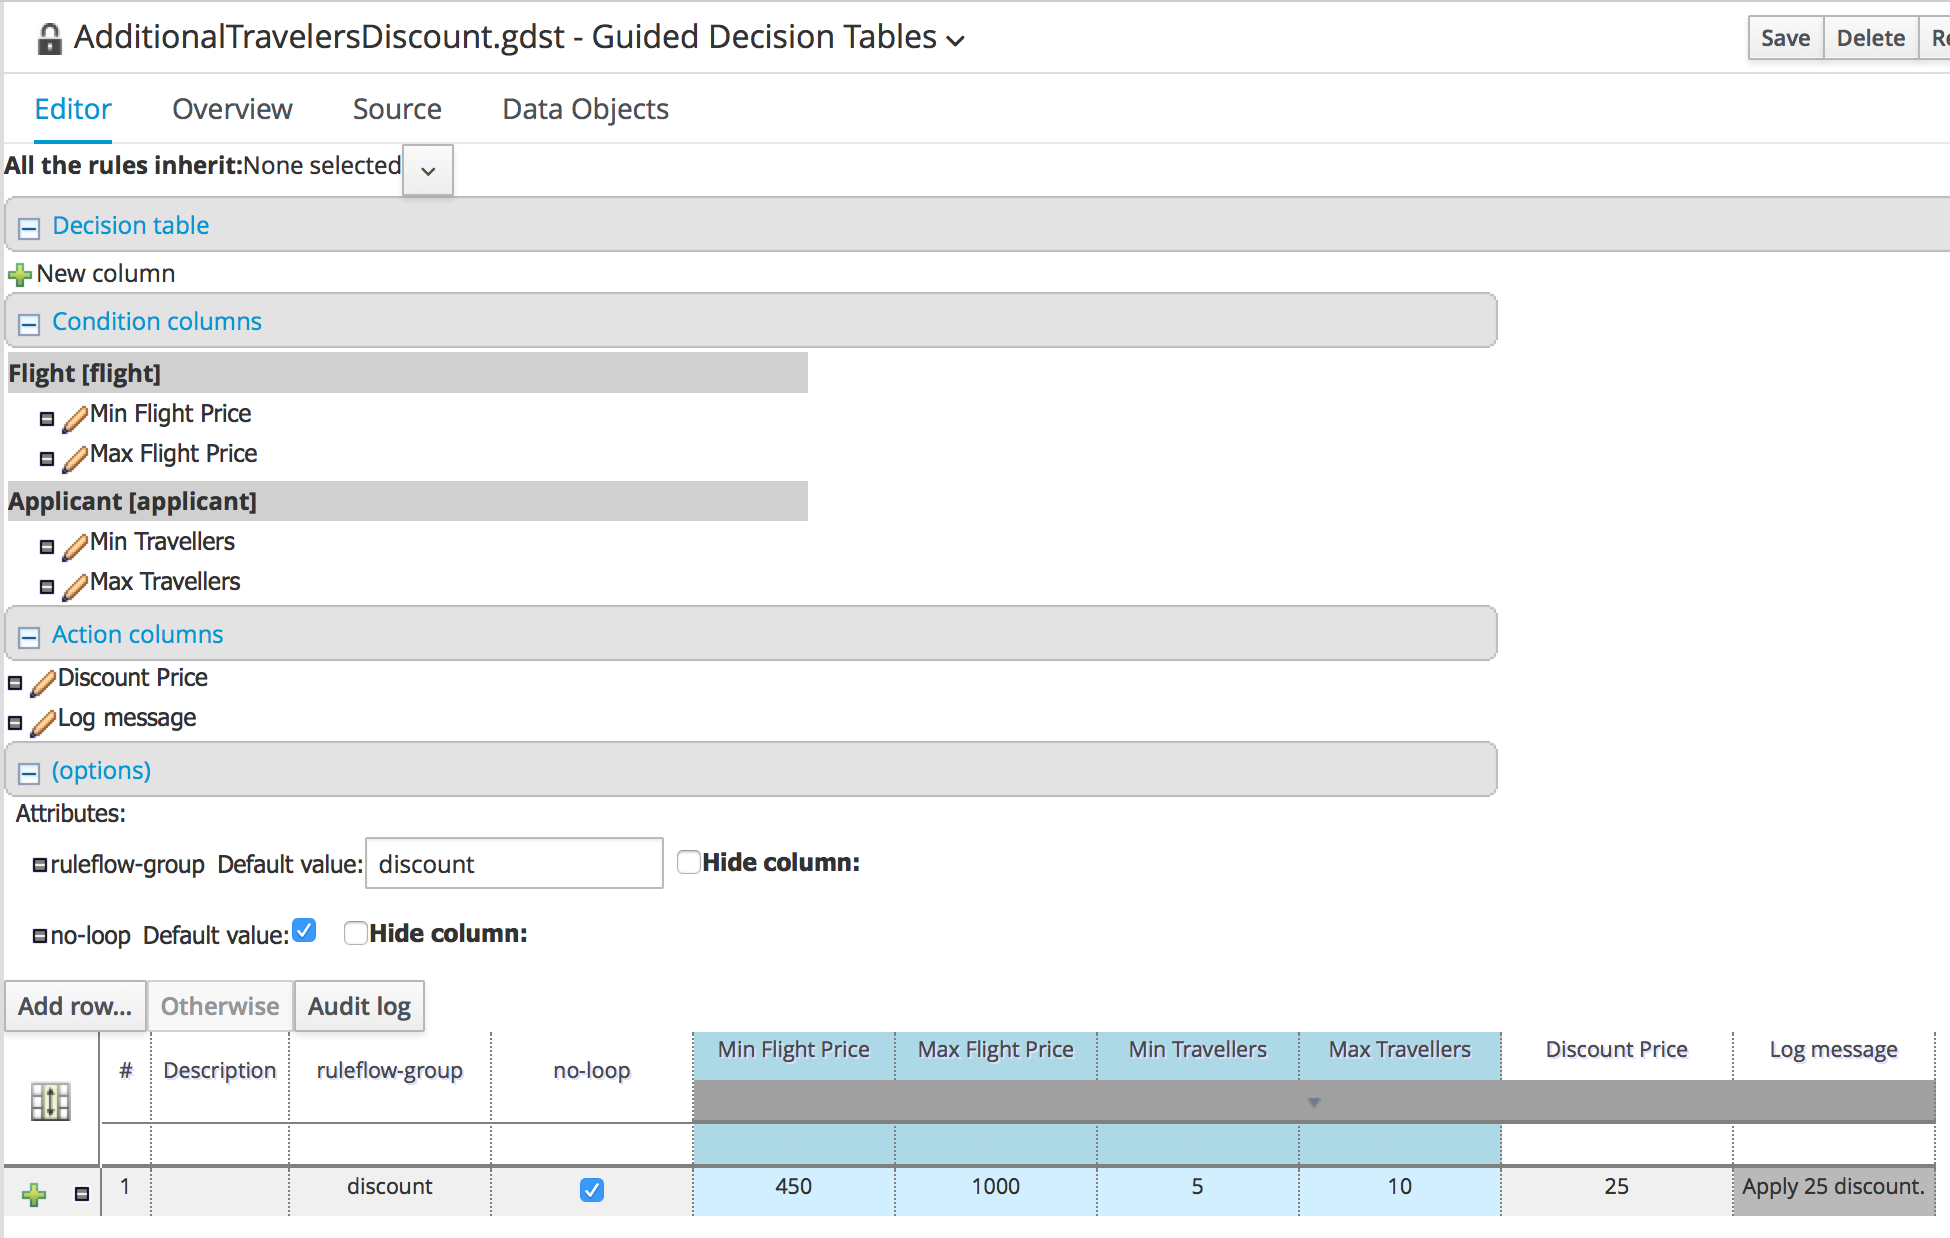 AdditionalTravelersDiscount.gdst - Guided Decision Tables
Save Delete
Editor Overview Source Data Objects
All the rules inherit:None selected
Decision table
New column
Condition columns
Flight [flight]
Min Flight Price
Max Flight Price
Applicant [applicant]
Min Travellers
Max Travellers
Action columns
Discount Price
Log message
(options)
Attributes:
ruleflow-group Default value: discount Hide column:
no-loop Default value: Hide column:
Add row... Otherwise Audit log
# Description ruleflow-group no-loop Min Flight Price Max Flight Price Min Travellers Max Travellers Discount Price Log message
1 discount 450 1000 5 10 25 Apply 25 discount.